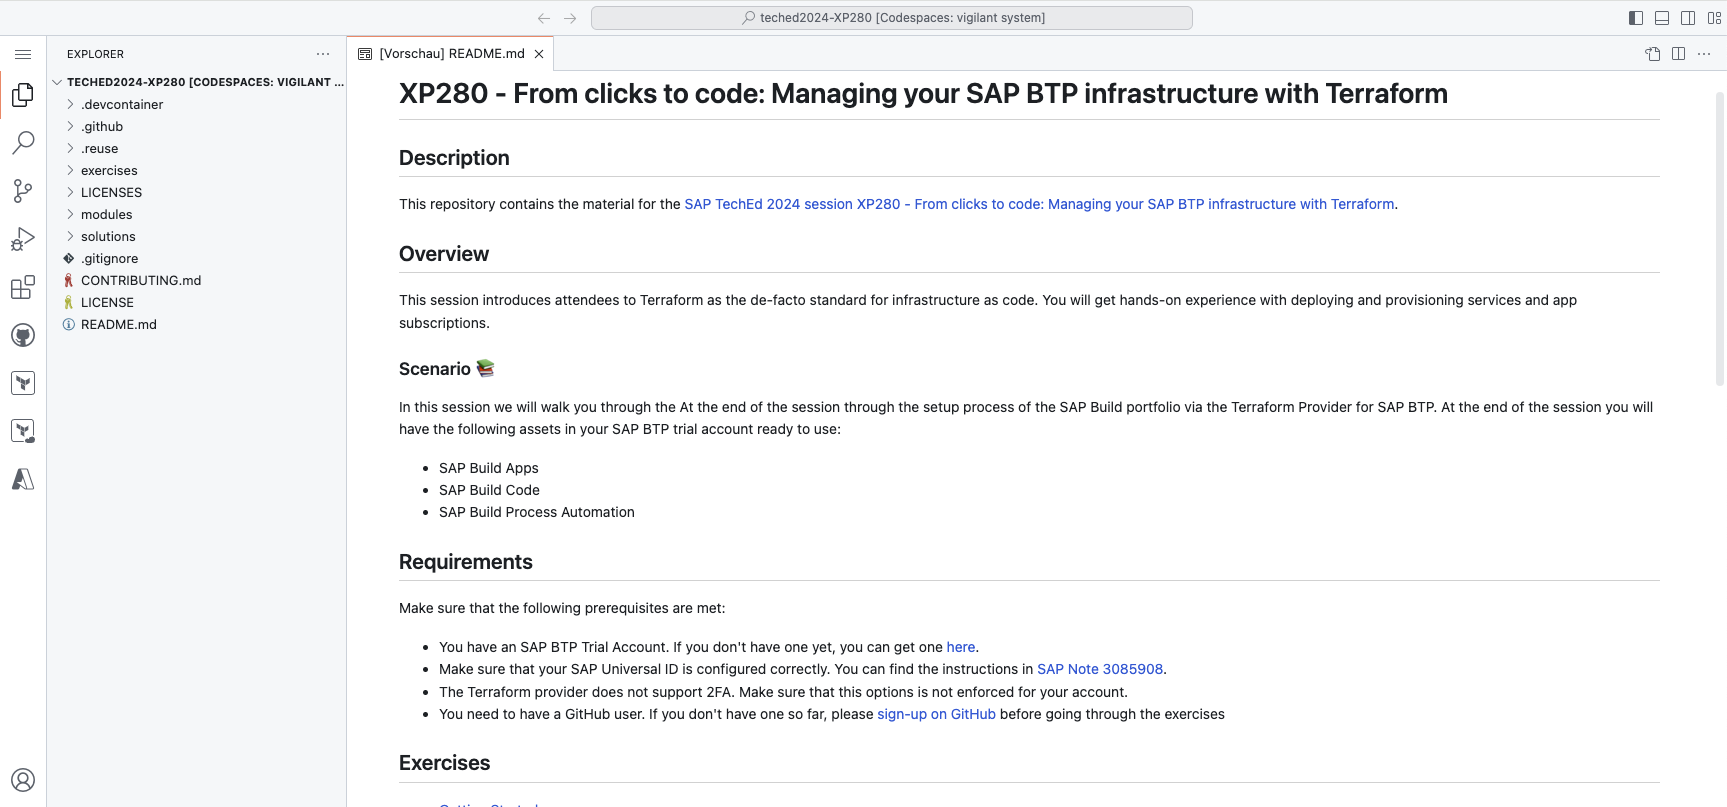 teched2024-XP280 [Codespaces: vigilant system]
EXPLORER
TECHED2024-XP280 [CODESPACES: VIGILANT ...
.devcontainer
.github
.reuse
exercises
LICENSES
modules
solutions
.gitignore
CONTRIBUTING.md
LICENSE
README.md
[Vorschau] README.md
XP280 - From clicks to code: Managing your SAP BTP infrastructure with Terraform
Description
This repository contains the material for the SAP TechEd 2024 session XP280 - From clicks to code: Managing your SAP BTP infrastructure with Terraform.
Overview
This session introduces attendees to Terraform as the de-facto standard for infrastructure as code. You will get hands-on experience with deploying and provisioning services and app
subscriptions.
Scenario 📚
In this session we will walk you through the At the end of the session through the setup process of the SAP Build portfolio via the Terraform Provider for SAP BTP. At the end of the session you will
have the following assets in your SAP BTP trial account ready to use:
• SAP Build Apps
• SAP Build Code
• SAP Build Process Automation
Requirements
Make sure that the following prerequisites are met:
• You have an SAP BTP Trial Account. If you don't have one yet, you can get one here.
• Make sure that your SAP Universal ID is configured correctly. You can find the instructions in SAP Note 3085908.
• The Terraform provider does not support 2FA. Make sure that this options is not enforced for your account.
• You need to have a GitHub user. If you don't have one so far, please sign-up on GitHub before going through the exercises
Exercises